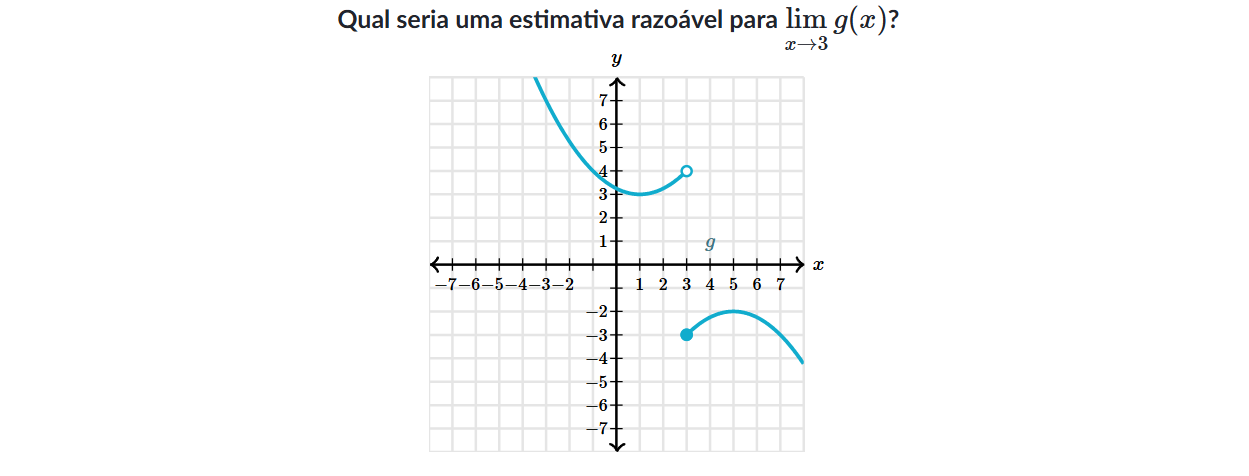 Qual seria uma estimativa razoável para lim g(x)?
x→3
y
7
6
5
4
3
2
1
g
x
−7 −6 −5 −4 −3 −2 1 2 3 4 5 6 7
−2
−3
−4
−5
−6
−7